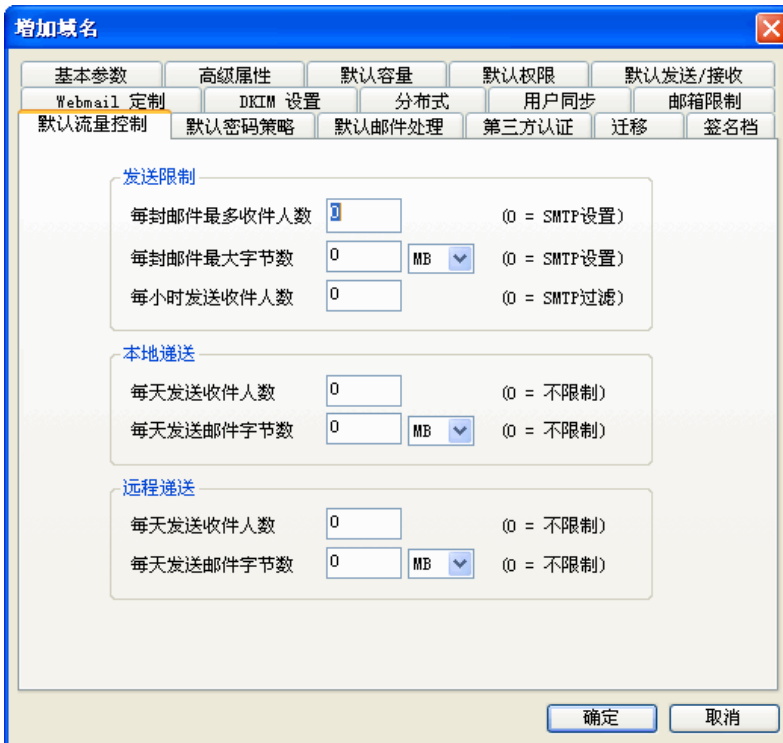 增加域名
基本参数 高级属性 默认容量 默认权限 默认发送/接收
Webmail 定制 DKIM 设置 分布式 用户同步 邮箱限制
默认流量控制 默认密码策略 默认邮件处理 第三方认证 迁移 签名档
发送限制
每封邮件最多收件人数 0 (0 = SMTP设置)
每封邮件最大字节数 0 MB (0 = SMTP设置)
每小时发送收件人数 0 (0 = SMTP过滤)
本地递送
每天发送收件人数 0 (0 = 不限制)
每天发送邮件字节数 0 MB (0 = 不限制)
远程递送
每天发送收件人数 0 (0 = 不限制)
每天发送邮件字节数 0 MB (0 = 不限制)
确定 取消